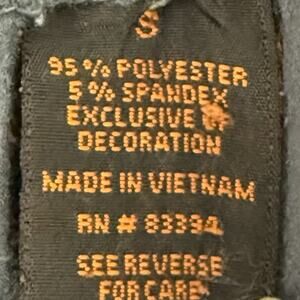 S
95% POLYESTER
5% SPANDEX
EXCLUSIVE OF
DECORATION
MADE IN VIETNAM
RN # 83394
SEE REVERSE
FOR CARE